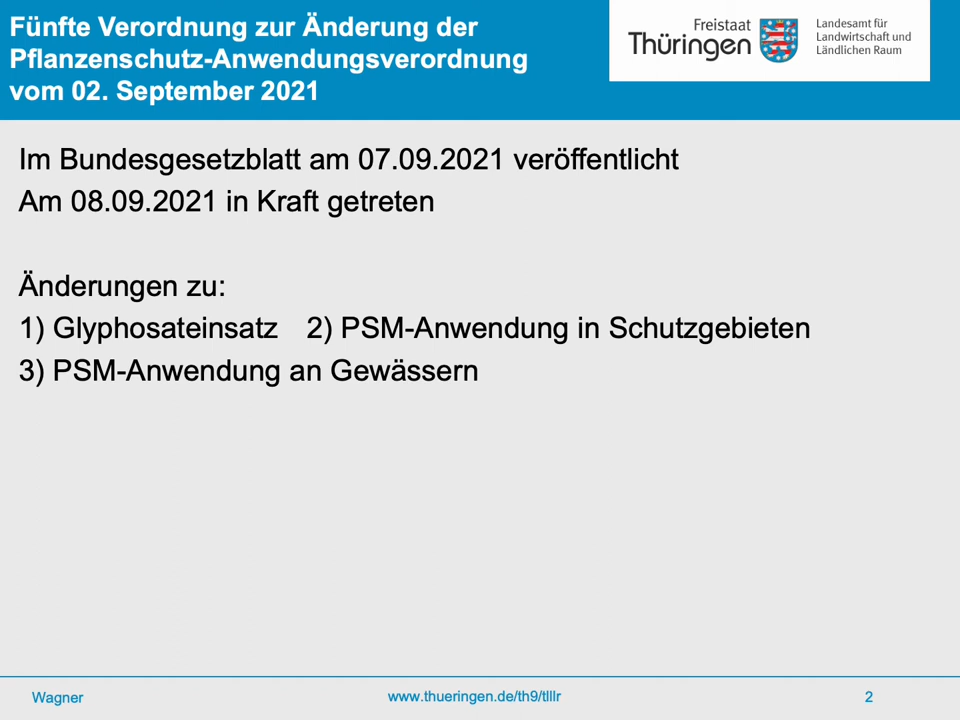 Fünfte Verordnung zur Änderung der
Pflanzenschutz-Anwendungsverordnung
vom 02. September 2021
Freistaat
Thüringen
Landesamt für
Landwirtschaft und
Ländlichen Raum
Im Bundesgesetzblatt am 07.09.2021 veröffentlicht
Am 08.09.2021 in Kraft getreten
Änderungen zu:
1) Glyphosateinsatz 2) PSM-Anwendung in Schutzgebieten
3) PSM-Anwendung an Gewässern
Wagner
www.thueringen.de/th9/tlllr
2